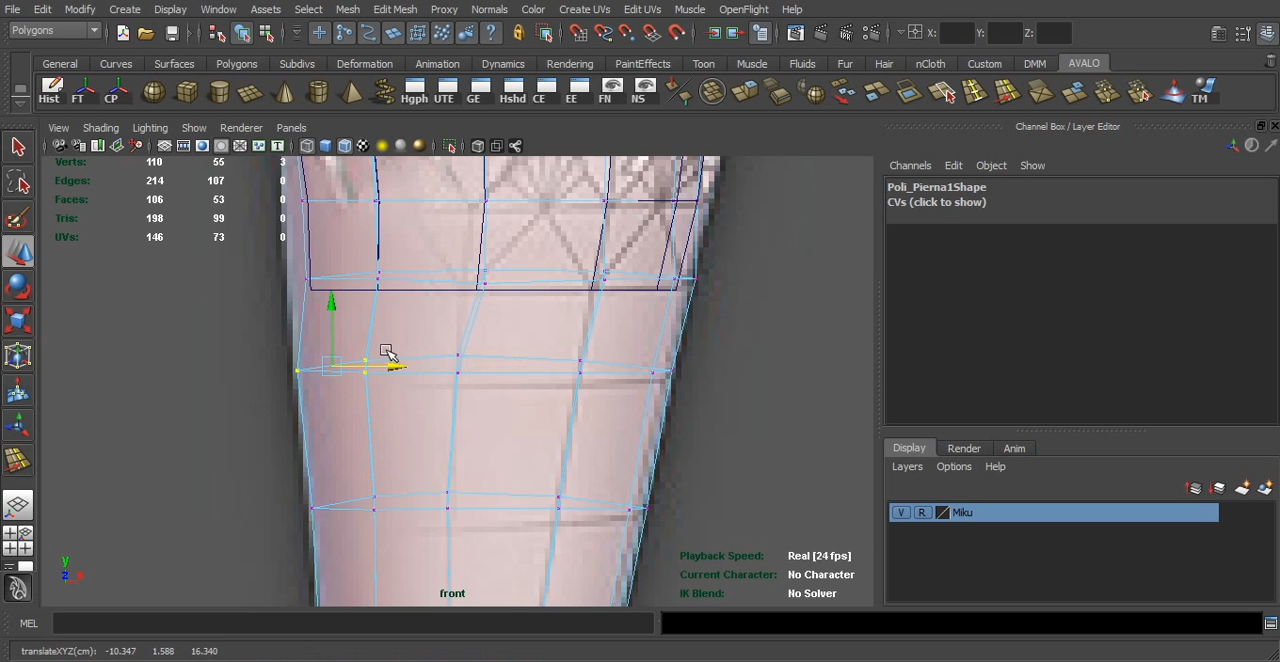 File Edit Modify Create Display Window Assets Select Mesh Edit Mesh Proxy Normals Color Create UVs Edit UVs Muscle OpenFlight Help
Polygons X: Y: Z:
General Curves Surfaces Polygons Subdivs Deformation Animation Dynamics Rendering PaintEffects Toon Muscle Fluids Fur Hair nCloth Custom DMM AVALO
Hist FT CP Hgph UTE GE Hshd CE EE FN NS TM
View Shading Lighting Show Renderer Panels
Channel Box / Layer Editor
Channels Edit Object Show
Verts: 110 55 3
Edges: 214 107 0
Faces: 106 53 0
Tris: 198 99 0
UVs: 146 73 0
Poli_Pierna1Shape
CVs (click to show)
Display Render Anim
Layers Options Help
V R Miku
Playback Speed: Real [24 fps]
Current Character: No Character
IK Blend: No Solver
y
z x
front
MEL
translateXYZ(cm): -10.347 1.588 16.340